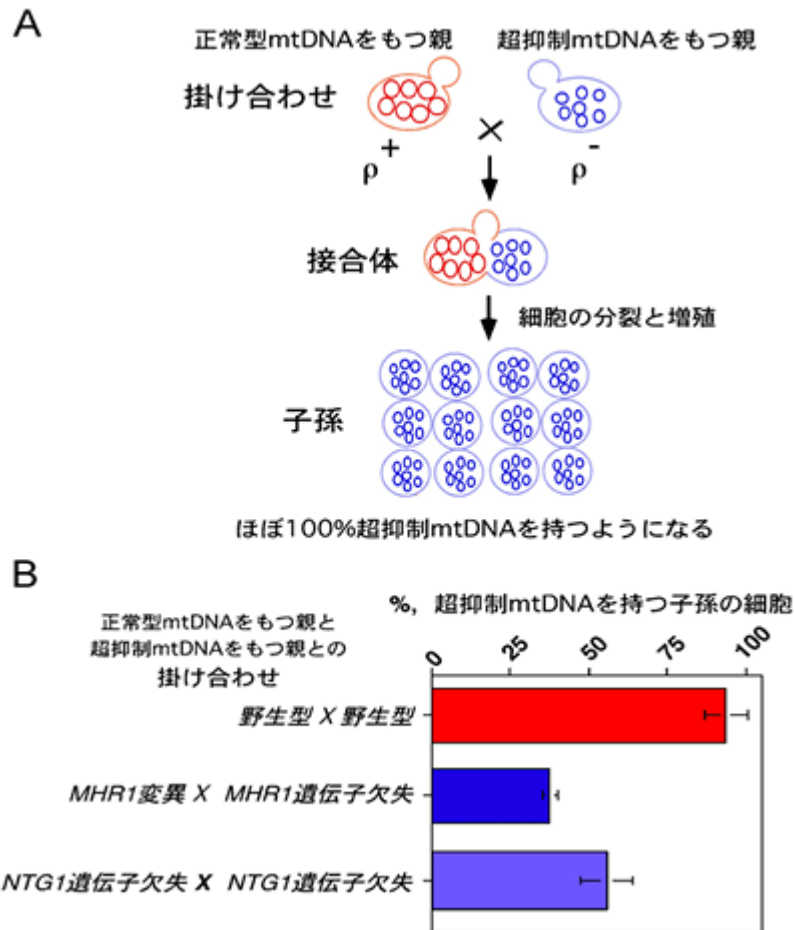 A
正常型mtDNAをもつ親 超抑制mtDNAをもつ親
掛け合わせ
ρ+ × ρ-
接合体
細胞の分裂と増殖
子孫
ほぼ100%超抑制mtDNAを持つようになる
B
%, 超抑制mtDNAを持つ子孫の細胞
正常型mtDNAをもつ親と
超抑制mtDNAをもつ親との
掛け合わせ
0 25 50 75 100
野生型 X 野生型
MHR1変異 X MHR1遺伝子欠失
NTG1遺伝子欠失 X NTG1遺伝子欠失